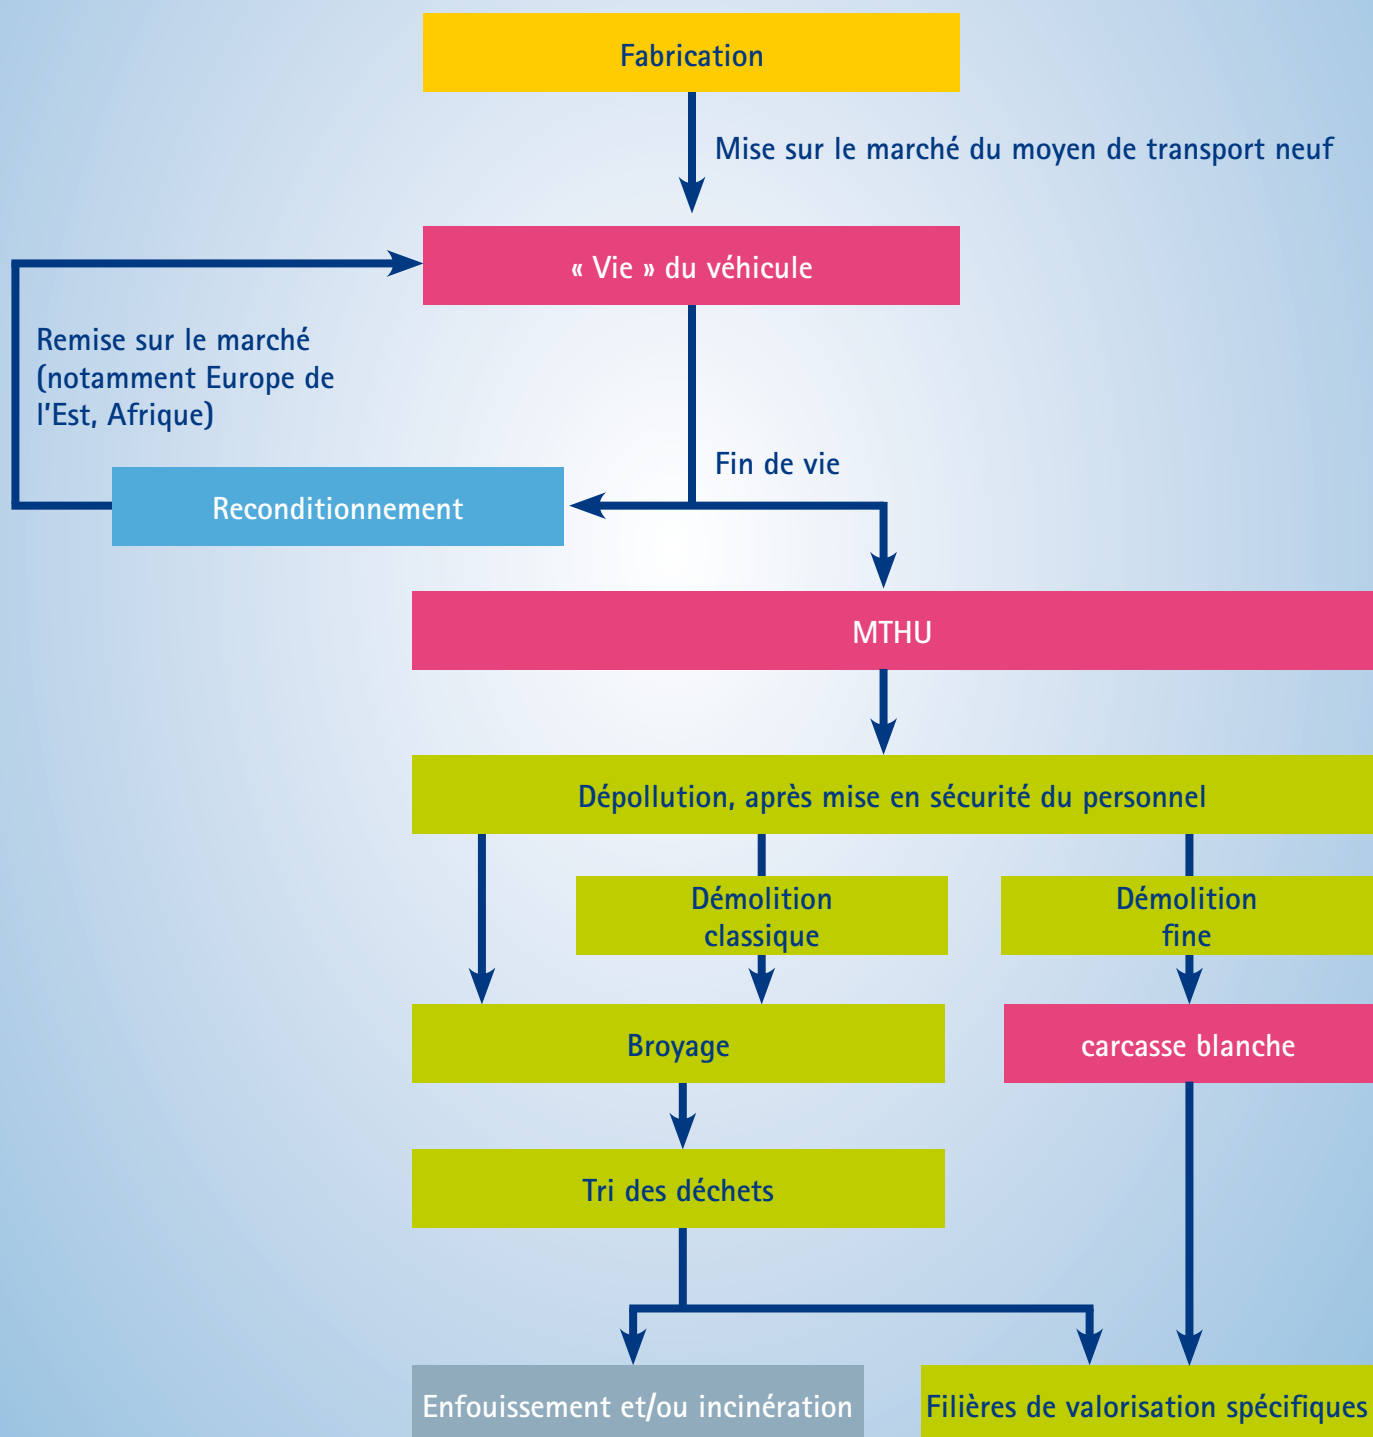 Fabrication
Mise sur le marché du moyen de transport neuf
« Vie » du véhicule
Remise sur le marché
(notamment Europe de
l'Est, Afrique)
Fin de vie
Reconditionnement
MTHU
Dépollution, après mise en sécurité du personnel
Démolition
classique
Démolition
fine
Broyage
carcasse blanche
Tri des déchets
Enfouissement et/ou incinération
Filières de valorisation spécifiques